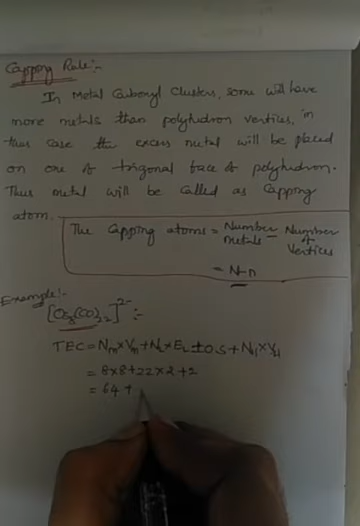 Capping Rule:-
In Metal Carbonyl Clusters, some will have
more metals than polyhedron vertices, in
this case the excess metal will be placed
on one of trigonal face of polyhedron.
Thus metal will be called as Capping
atom.
The Capping atoms = Number of metals - Number of Vertices
= N-n
Example:-
[Os8(CO)22]2- :-
TEC = Nm×Vm+NL×EL±O.S+NH×VH
= 8×8+22×2+2
= 64+